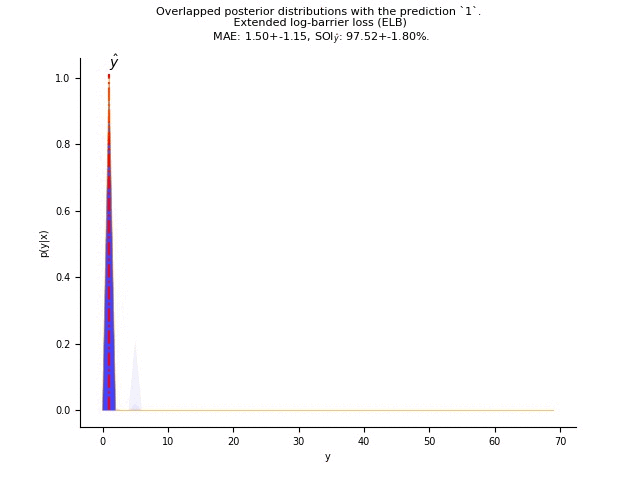 Overlapped posterior distributions with the prediction `1`.
Extended log-barrier loss (ELB)
MAE: 1.50+-1.15, SOIŷ: 97.52+-1.80%.
ŷ
1.0
0.8
0.6
0.4
0.2
0.0
p(y|x)
0 10 20 30 40 50 60 70
y